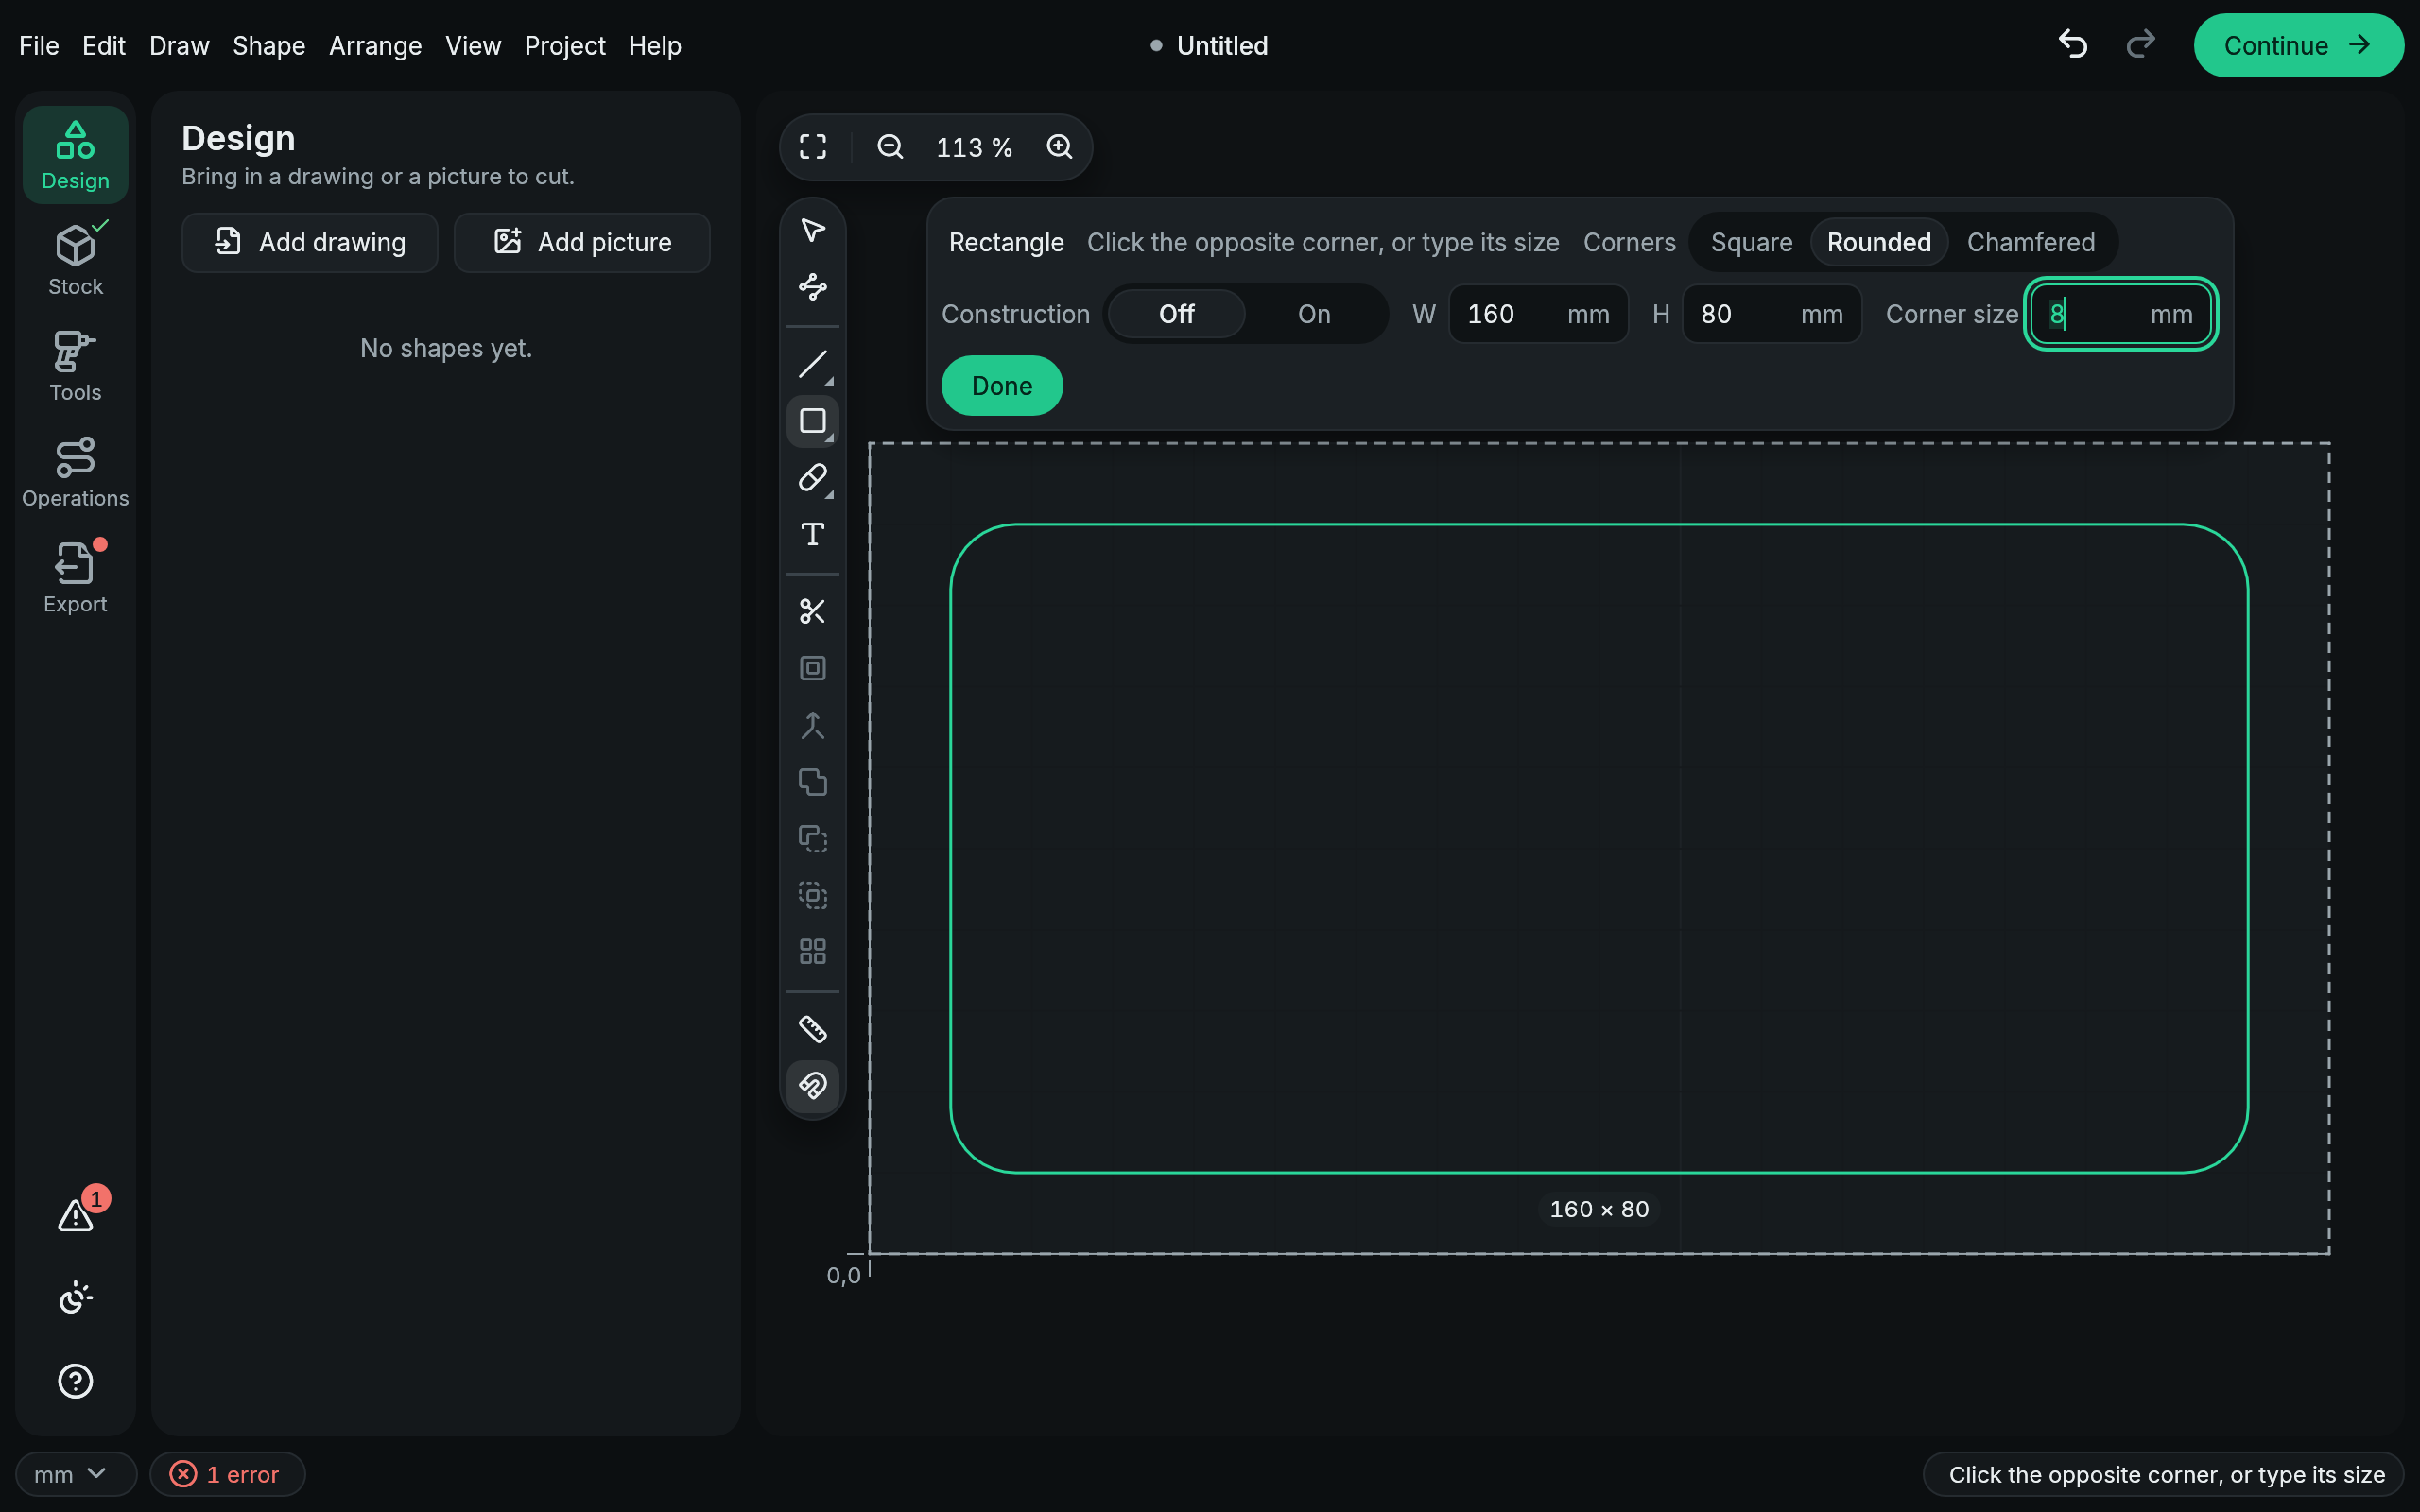 File Edit Draw Shape Arrange View Project Help
Untitled
Continue
Design
Stock
Tools
Operations
Export
1
Design
Bring in a drawing or a picture to cut.
Add drawing
Add picture
No shapes yet.
113 %
Rectangle Click the opposite corner, or type its size Corners Square Rounded Chamfered
Construction Off On W 160 mm H 80 mm Corner size 8 mm
Done
160 × 80
0,0
mm
1 error
Click the opposite corner, or type its size